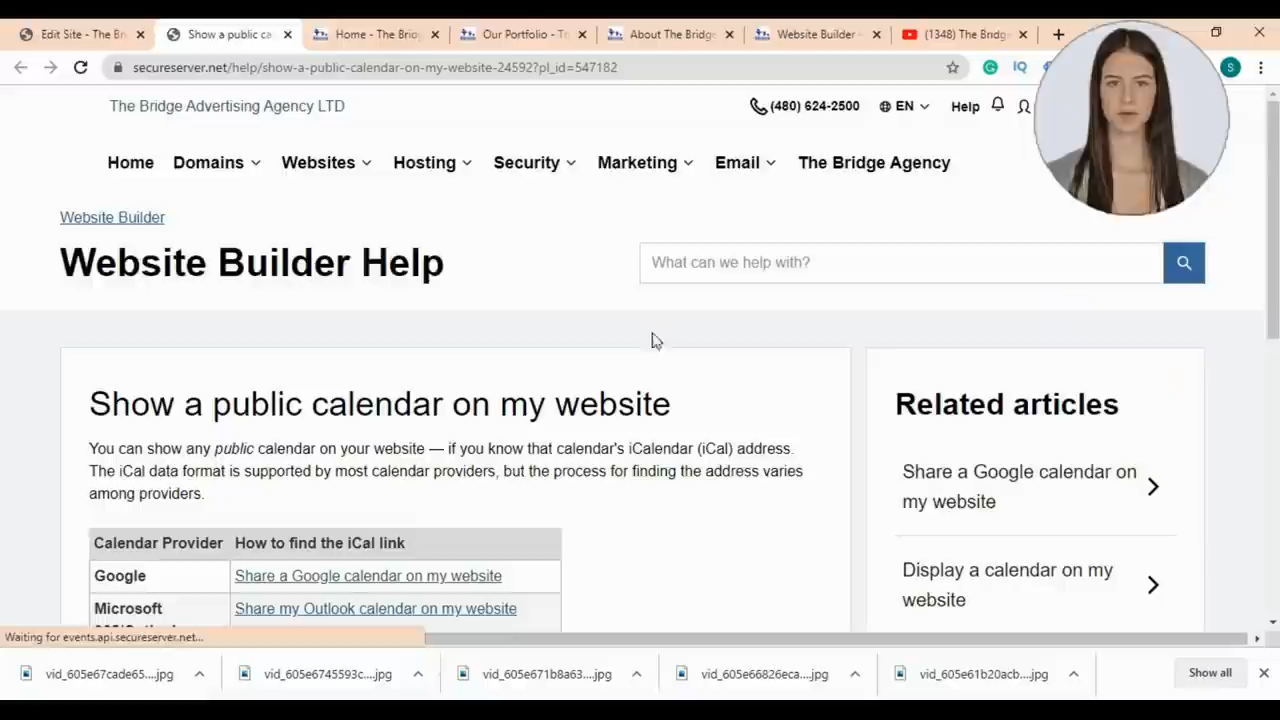 Edit Site - The Br
Show a public ca
Home - The Bridg
Our Portfolio - T
About The Bridge
Website Builder -
(1348) The Bridge
secureserver.net/help/show-a-public-calendar-on-my-website-24592?pl_id=547182
IQ
S
The Bridge Advertising Agency LTD
(480) 624-2500
EN
Help
Home
Domains
Websites
Hosting
Security
Marketing
Email
The Bridge Agency
Website Builder
Website Builder Help
What can we help with?
Show a public calendar on my website
You can show any public calendar on your website — if you know that calendar's iCalendar (iCal) address.
The iCal data format is supported by most calendar providers, but the process for finding the address varies
among providers.
Calendar Provider How to find the iCal link
Google Share a Google calendar on my website
Microsoft Share my Outlook calendar on my website
Related articles
Share a Google calendar on
my website
Display a calendar on my
website
Waiting for events.api.secureserver.net...
vid_605e67cade65....jpg
vid_605e6745593c....jpg
vid_605e671b8a63....jpg
vid_605e66826eca....jpg
vid_605e61b20acb....jpg
Show all